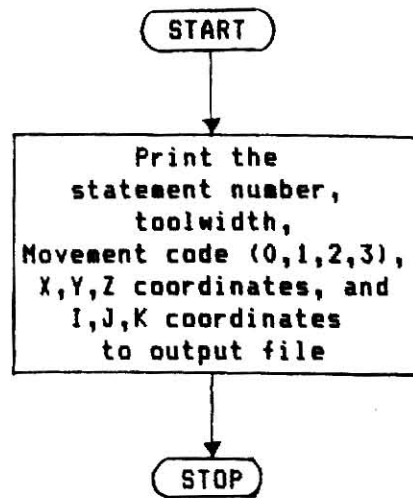 START
Print the
statement number,
toolwidth,
Movement code (0,1,2,3),
X,Y,Z coordinates, and
I,J,K coordinates
to output file
STOP